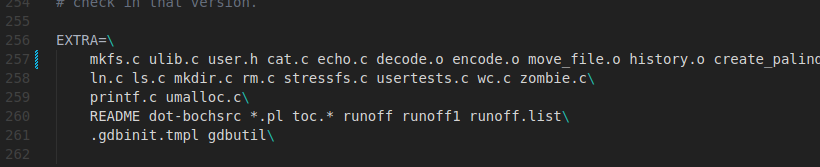 254 # check in that version.
255
256 EXTRA=\
257 mkfs.c ulib.c user.h cat.c echo.c decode.o encode.o move_file.o history.o
258 ln.c ls.c mkdir.c rm.c stressfs.c usertests.c wc.c zombie.c\
259 printf.c umalloc.c\
260 README dot-bochsrc *.pl toc.* runoff runoff1 runoff.list\
261 .gdbinit.tmpl gdbutil\
262